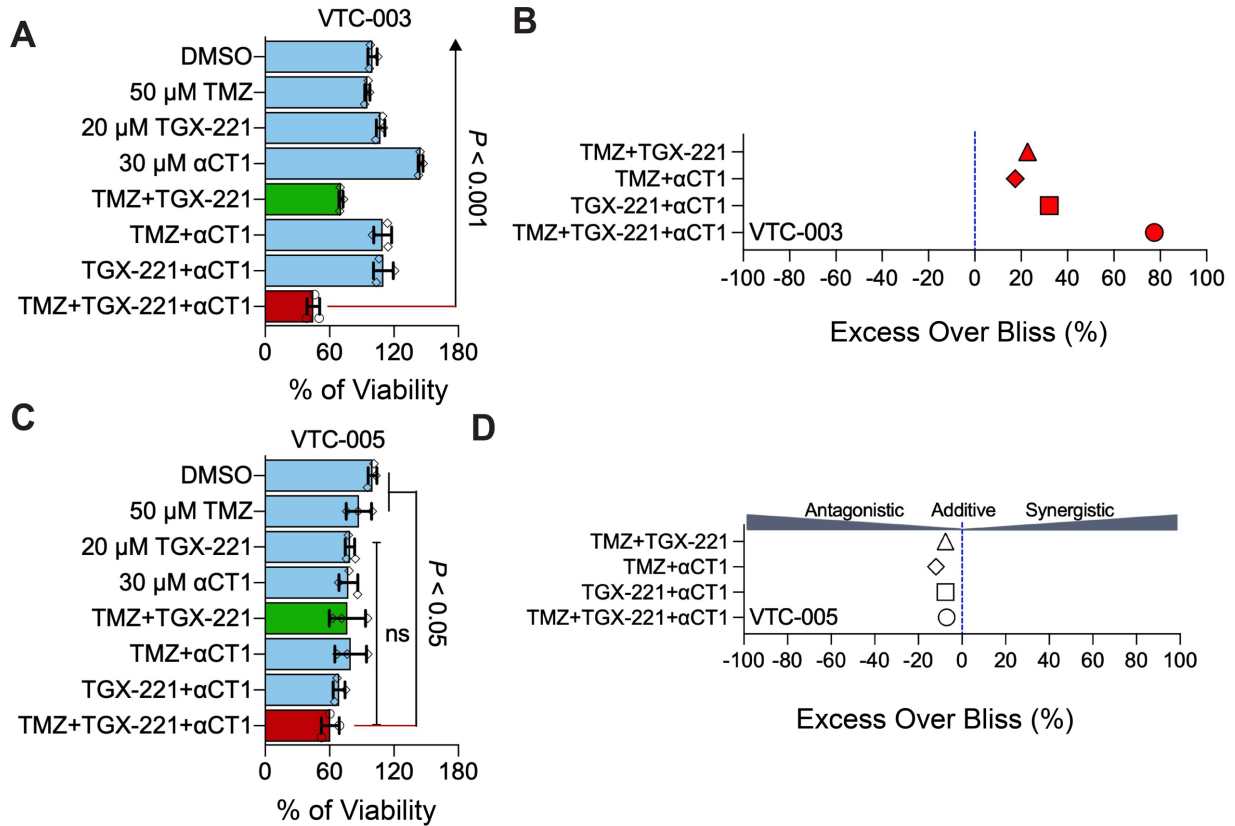 A
VTC-003
DMSO
50 µM TMZ
20 µM TGX-221
30 µM αCT1
TMZ+TGX-221
TMZ+αCT1
TGX-221+αCT1
TMZ+TGX-221+αCT1
P < 0.001
0 60 120 180
% of Viability
B
TMZ+TGX-221
TMZ+αCT1
TGX-221+αCT1
TMZ+TGX-221+αCT1
VTC-003
-100 -80 -60 -40 -20 0 20 40 60 80 100
Excess Over Bliss (%)
C
VTC-005
DMSO
50 µM TMZ
20 µM TGX-221
30 µM αCT1
TMZ+TGX-221
TMZ+αCT1
TGX-221+αCT1
TMZ+TGX-221+αCT1
ns
P < 0.05
0 60 120 180
% of Viability
D
Antagonistic Additive Synergistic
TMZ+TGX-221
TMZ+αCT1
TGX-221+αCT1
TMZ+TGX-221+αCT1
VTC-005
-100 -80 -60 -40 -20 0 20 40 60 80 100
Excess Over Bliss (%)